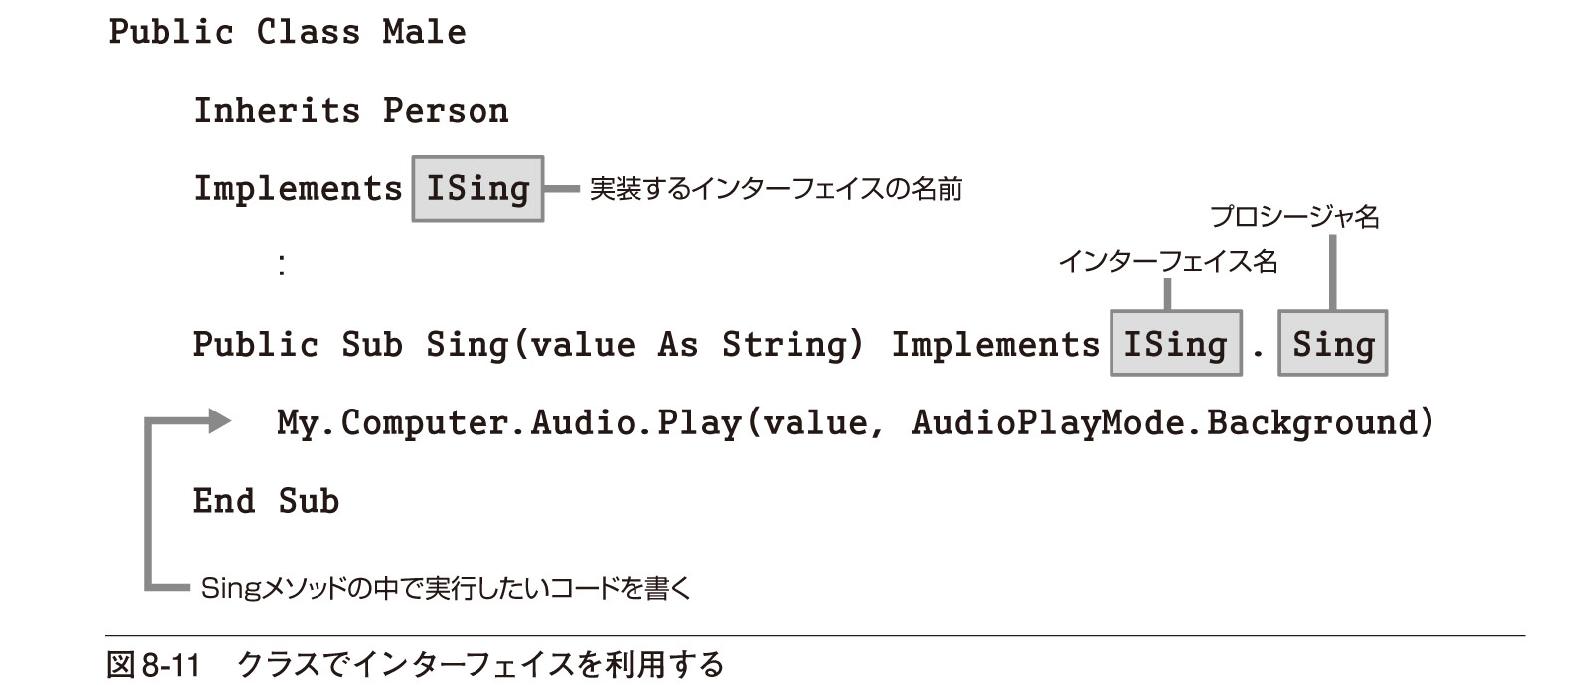 Public Class Male
Inherits Person
Implements ISing 実装するインターフェイスの名前
:
プロシージャ名
インターフェイス名
Public Sub Sing(value As String) Implements ISing . Sing
My.Computer.Audio.Play(value, AudioPlayMode.Background)
End Sub
Singメソッドの中で実行したいコードを書く
図8-11 クラスでインターフェイスを利用する